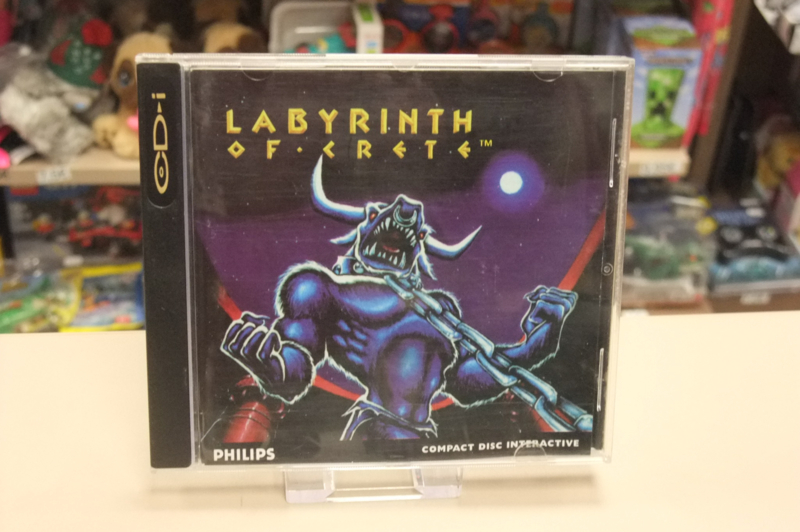 CD-i
LABYRINTH
OF·CRETE™
COMPACT DISC INTERACTIVE
PHILIPS